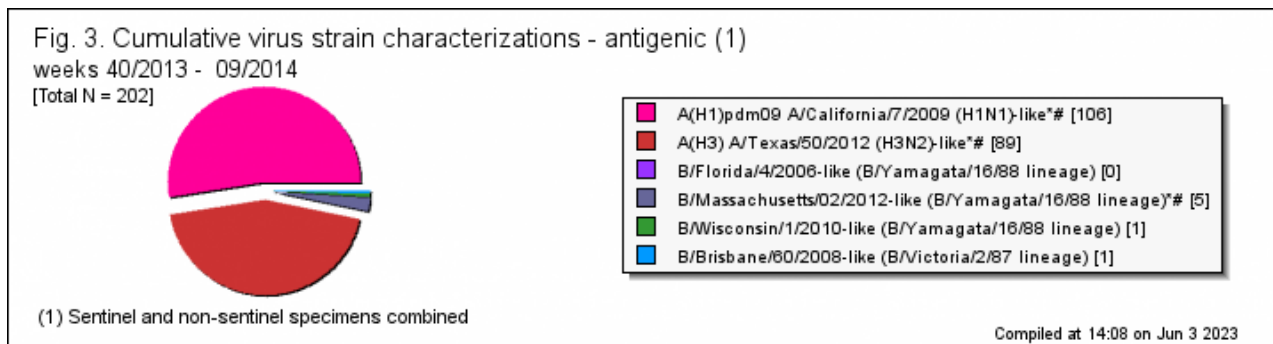 Fig. 3. Cumulative virus strain characterizations - antigenic (1)
weeks 40/2013 - 09/2014
[Total N = 202]
A(H1)pdm09 A/California/7/2009 (H1N1)-like*# [106]
A(H3) A/Texas/50/2012 (H3N2)-like*# [89]
B/Florida/4/2006-like (B/Yamagata/16/88 lineage) [0]
B/Massachusetts/02/2012-like (B/Yamagata/16/88 lineage)*# [5]
B/Wisconsin/1/2010-like (B/Yamagata/16/88 lineage) [1]
B/Brisbane/60/2008-like (B/Victoria/2/87 lineage) [1]
(1) Sentinel and non-sentinel specimens combined
Compiled at 14:08 on Jun 3 2023